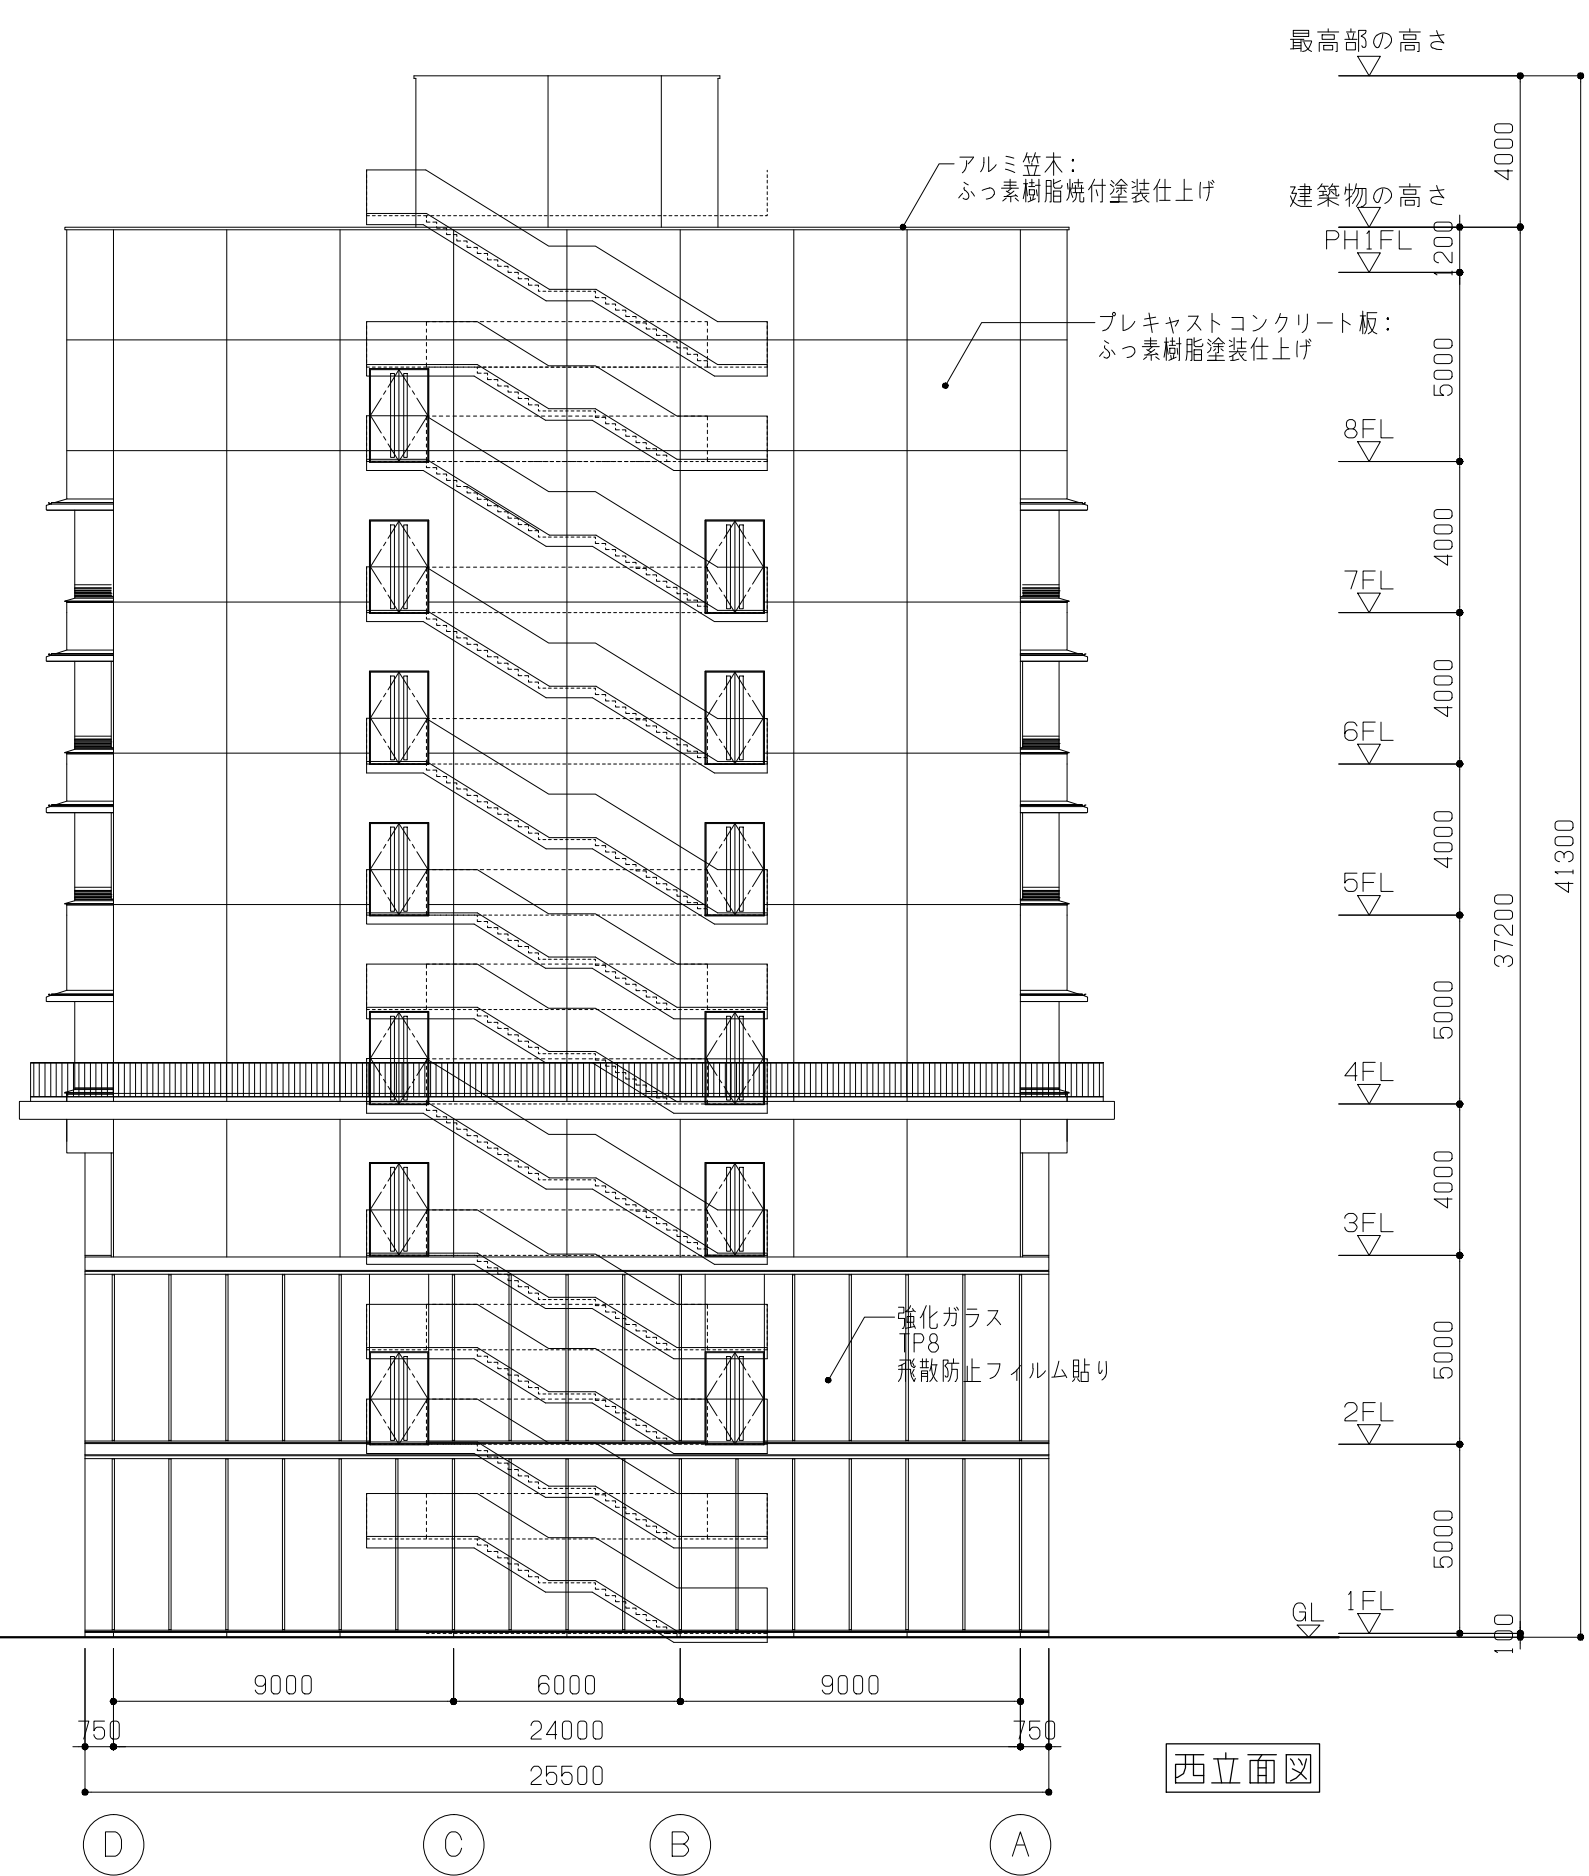 最高部の高さ
4000
アルミ笠木：
ふっ素樹脂焼付塗装仕上げ
建築物の高さ
1200
PH1FL
プレキャストコンクリート板：
ふっ素樹脂塗装仕上げ
5000
8FL
4000
7FL
4000
6FL
4000
5FL
41300
37200
5000
4FL
4000
3FL
強化ガラス
TP8
飛散防止フィルム貼り
5000
2FL
5000
GL
1FL
100
9000
6000
9000
750
24000
750
25500
西立面図
D
C
B
A